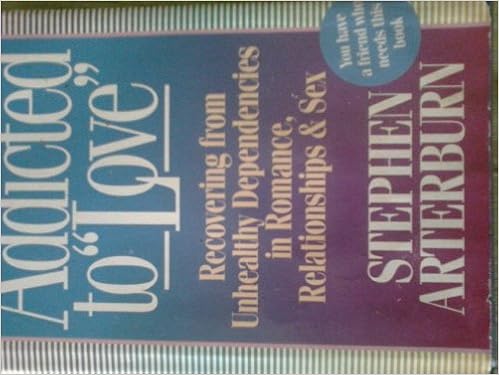 Addicted
to "Love"
Recovering from
Unhealthy Dependencies
in Romance,
Relationships & Sex
You have
a friend who
needs this
book
STEPHEN
ARTERBURN